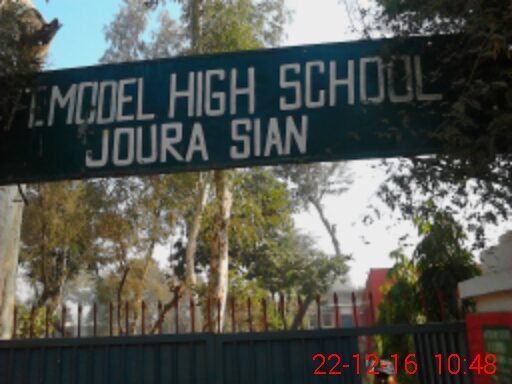 T. MODEL HIGH SCHOOL
JOURA SIAN
22-12-16 10:48